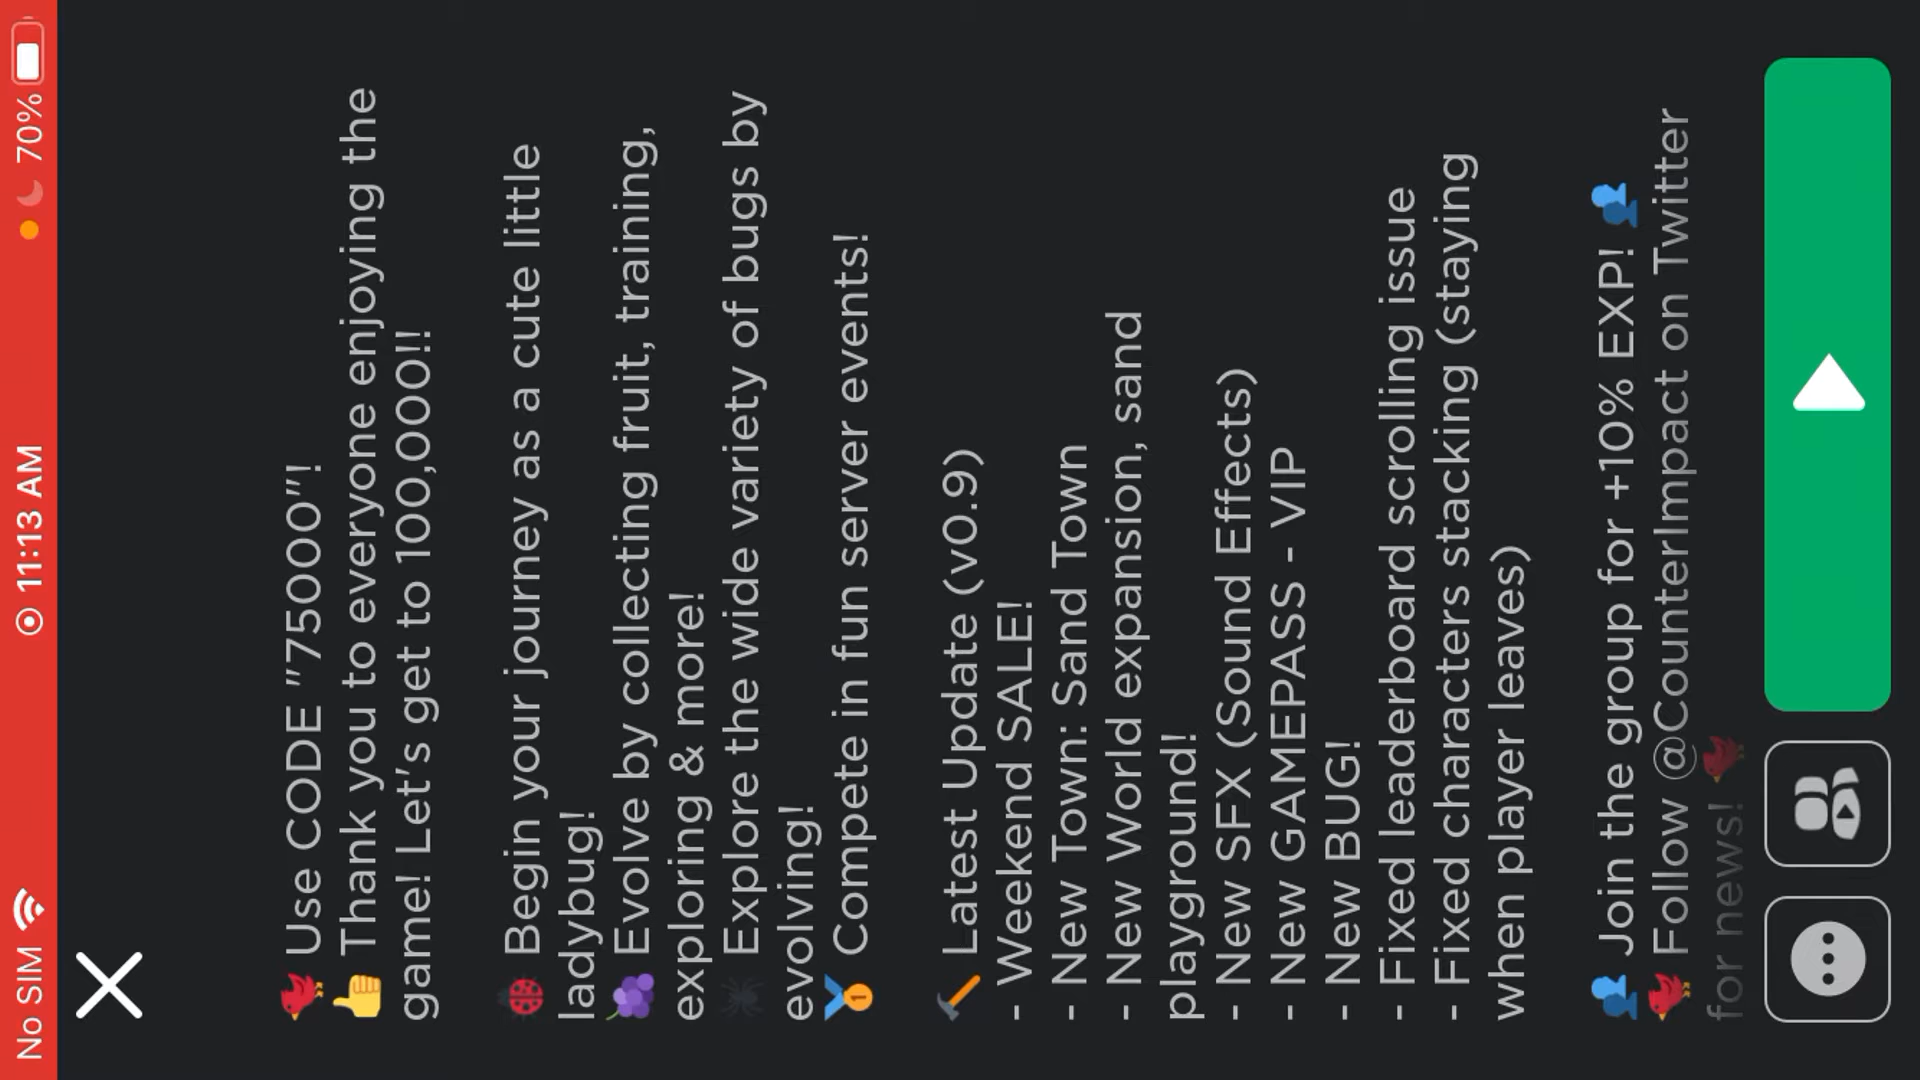 No SIM 11:13 AM 70%
Use CODE "75000"!
Thank you to everyone enjoying the
game! Let's get to 100,000!!
Begin your journey as a cute little
ladybug!
Evolve by collecting fruit, training,
exploring & more!
Explore the wide variety of bugs by
evolving!
Compete in fun server events!
Latest Update (v0.9)
- Weekend SALE!
- New Town: Sand Town
- New World expansion, sand
playground!
- New SFX (Sound Effects)
- New GAMEPASS - VIP
- New BUG!
- Fixed leaderboard scrolling issue
- Fixed characters stacking (staying
when player leaves)
Join the group for +10% EXP!
Follow @CounterImpact on Twitter
for news!